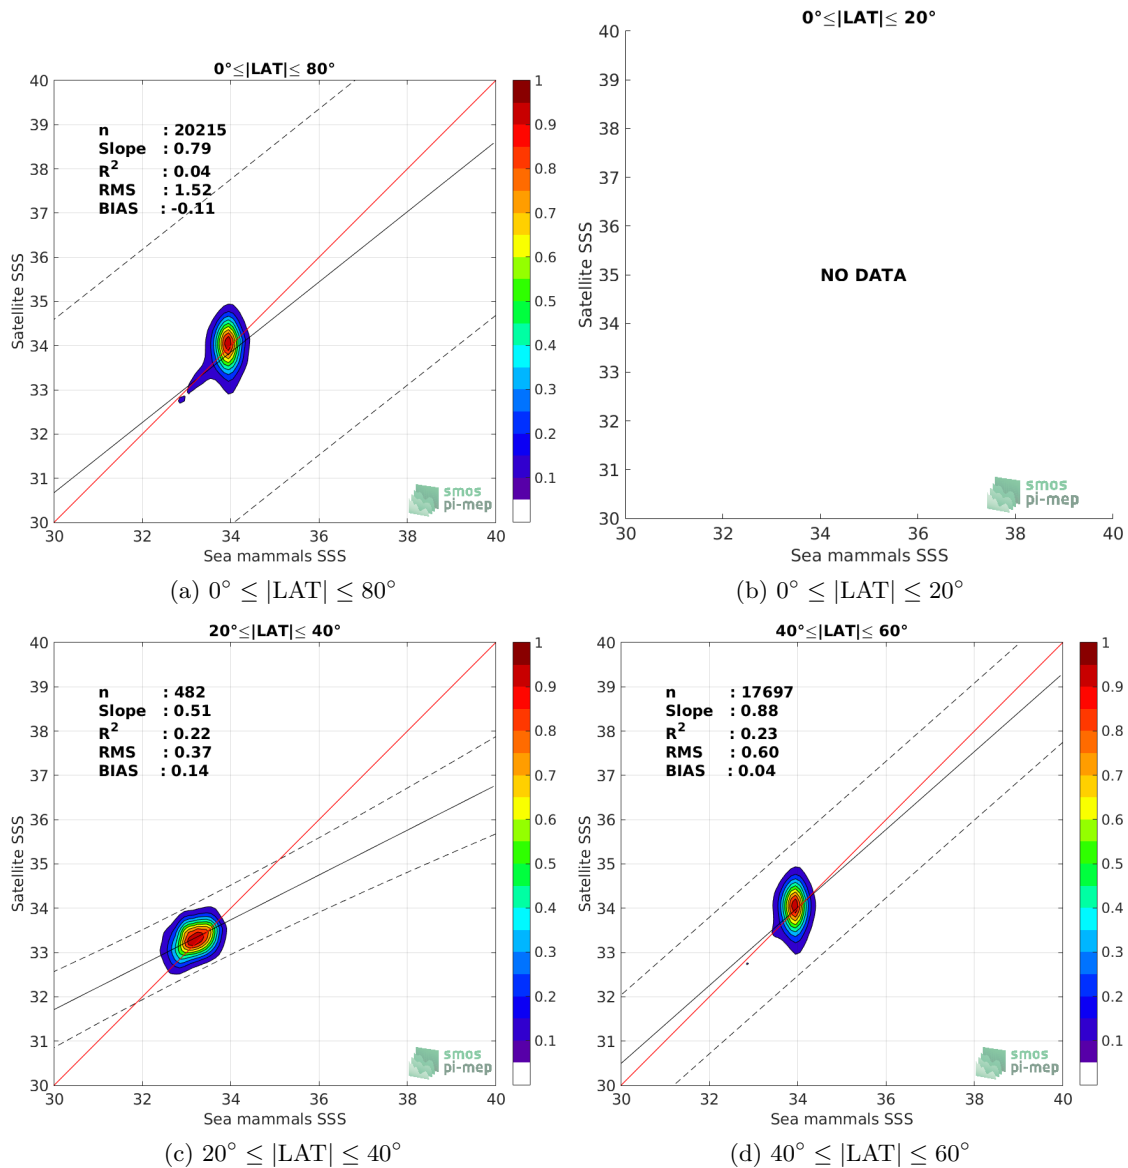 0°≤|LAT|≤ 80°
40
39
38
37
36
35
34
33
32
31
30
n : 20215
Slope : 0.79
R² : 0.04
RMS : 1.52
BIAS : -0.11
Satellite SSS
smos
pi-mep
30 32 34 36 38 40
Sea mammals SSS
1
0.9
0.8
0.7
0.6
0.5
0.4
0.3
0.2
0.1
(a) 0° ≤ |LAT| ≤ 80°
0°≤|LAT|≤ 20°
40
39
38
37
36
35
34
33
32
31
30
Satellite SSS
NO DATA
smos
pi-mep
30 32 34 36 38 40
Sea mammals SSS
(b) 0° ≤ |LAT| ≤ 20°
20°≤|LAT|≤ 40°
40
39
38
37
36
35
34
33
32
31
30
n : 482
Slope : 0.51
R² : 0.22
RMS : 0.37
BIAS : 0.14
Satellite SSS
smos
pi-mep
30 32 34 36 38 40
Sea mammals SSS
1
0.9
0.8
0.7
0.6
0.5
0.4
0.3
0.2
0.1
(c) 20° ≤ |LAT| ≤ 40°
40°≤|LAT|≤ 60°
40
39
38
37
36
35
34
33
32
31
30
n : 17697
Slope : 0.88
R² : 0.23
RMS : 0.60
BIAS : 0.04
Satellite SSS
smos
pi-mep
30 32 34 36 38 40
Sea mammals SSS
1
0.9
0.8
0.7
0.6
0.5
0.4
0.3
0.2
0.1
(d) 40° ≤ |LAT| ≤ 60°